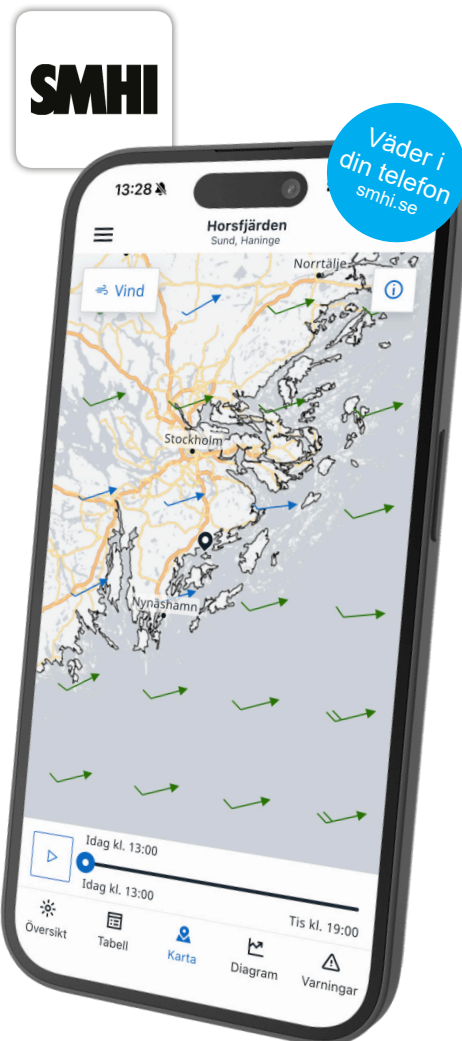 SMHI
Väder i
din telefon
smhi.se
13:28
Horsfjärden
Sund, Haninge
Vind
Norrtälje
Stockholm
Nynäshamn
Idag kl. 13:00
Idag kl. 13:00
Tis kl. 19:00
Översikt
Tabell
Karta
Diagram
Varningar